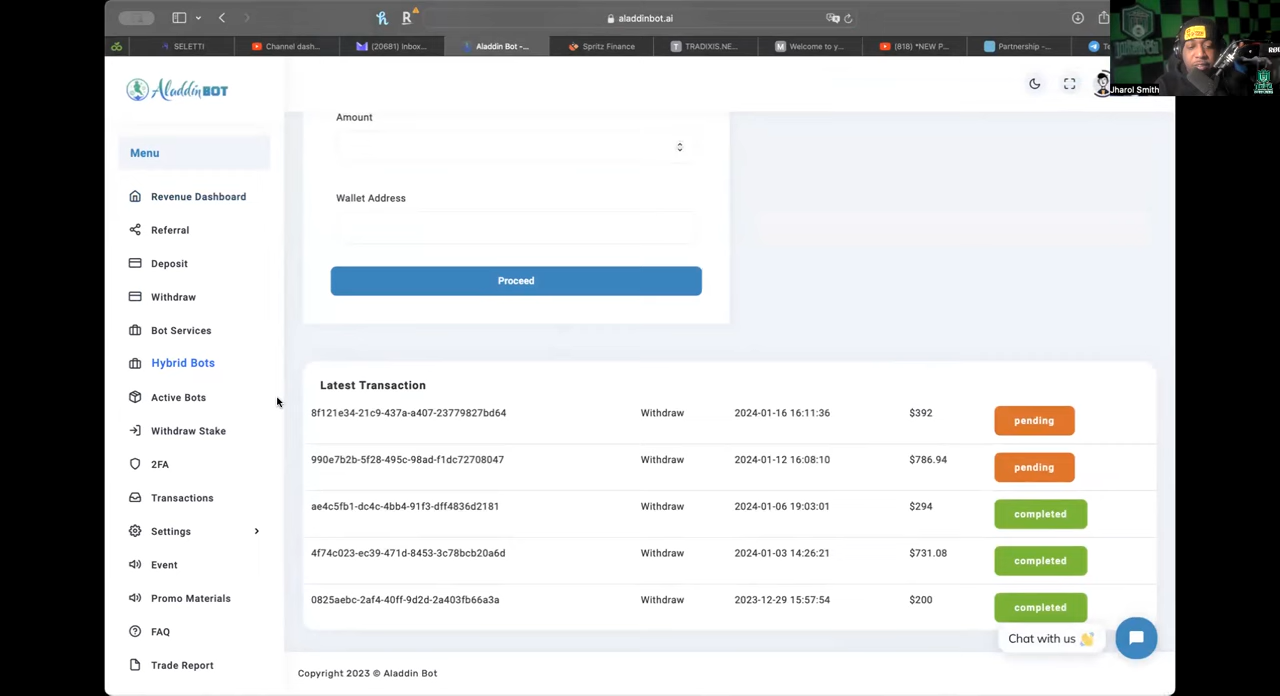 aladdinbot.ai
SELETTI
Channel dash...
(20681) inbox...
Aladdin Bot -...
Spritz Finance
TRADIXIS.NE...
Welcome to y...
(818) *NEW P...
Partnership -...
Jharol Smith
Aladdin BOT
Menu
Revenue Dashboard
Referral
Deposit
Withdraw
Bot Services
Hybrid Bots
Active Bots
Withdraw Stake
2FA
Transactions
Settings
Event
Promo Materials
FAQ
Trade Report
Amount
Wallet Address
Proceed
Latest Transaction
8f121e34-21c9-437a-a407-23779827bd64 Withdraw 2024-01-16 16:11:36 $392 pending
990e7b2b-5f28-495c-98ad-f1dc72708047 Withdraw 2024-01-12 16:08:10 $786.94 pending
ae4c5fb1-dc4c-4bb4-91f3-dff4836d2181 Withdraw 2024-01-06 19:03:01 $294 completed
4f74c023-ec39-471d-8453-3c78bcb20a6d Withdraw 2024-01-03 14:26:21 $731.08 completed
0825aebc-2af4-40ff-9d2d-2a403fb66a3a Withdraw 2023-12-29 15:57:54 $200 completed
Chat with us 👋
Copyright 2023 © Aladdin Bot